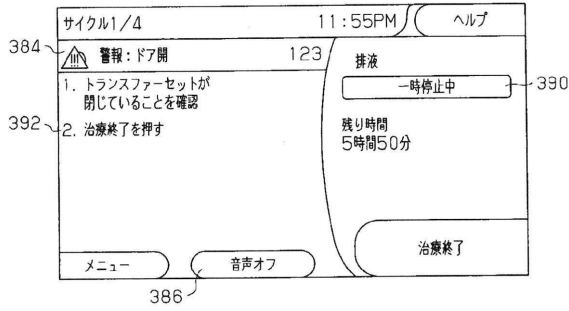 サイクル1/4
11:55PM
ヘルプ
384
警報:ドア開
123
1. トランスファーセットが
閉じていることを確認
392
2. 治療終了を押す
排液
一時停止中
390
残り時間
5時間50分
メニュー
音声オフ
治療終了
386